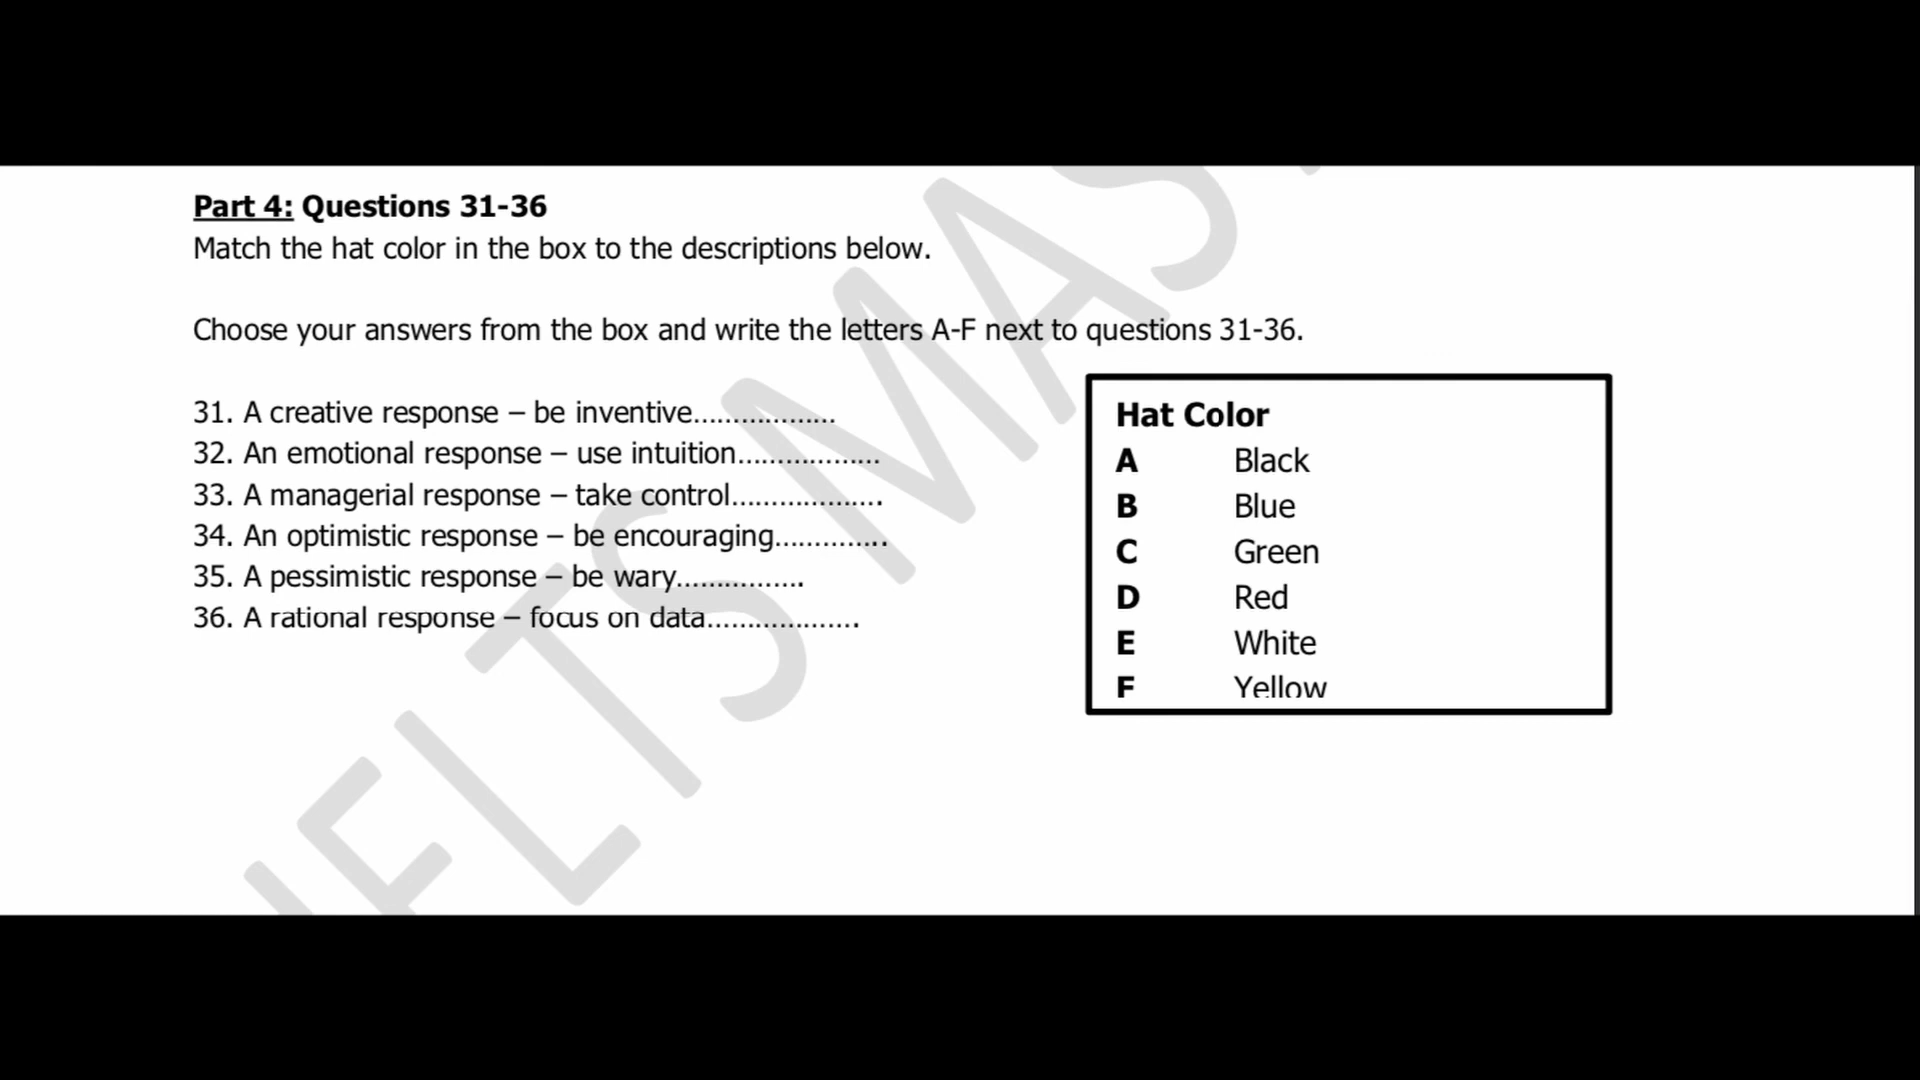 Part 4: Questions 31-36
Match the hat color in the box to the descriptions below.
Choose your answers from the box and write the letters A-F next to questions 31-36.
31. A creative response – be inventive..................
32. An emotional response – use intuition..................
33. A managerial response – take control...................
34. An optimistic response – be encouraging..............
35. A pessimistic response – be wary................
36. A rational response – focus on data...................
Hat Color
A Black
B Blue
C Green
D Red
E White
F Yellow
IELTS MAS